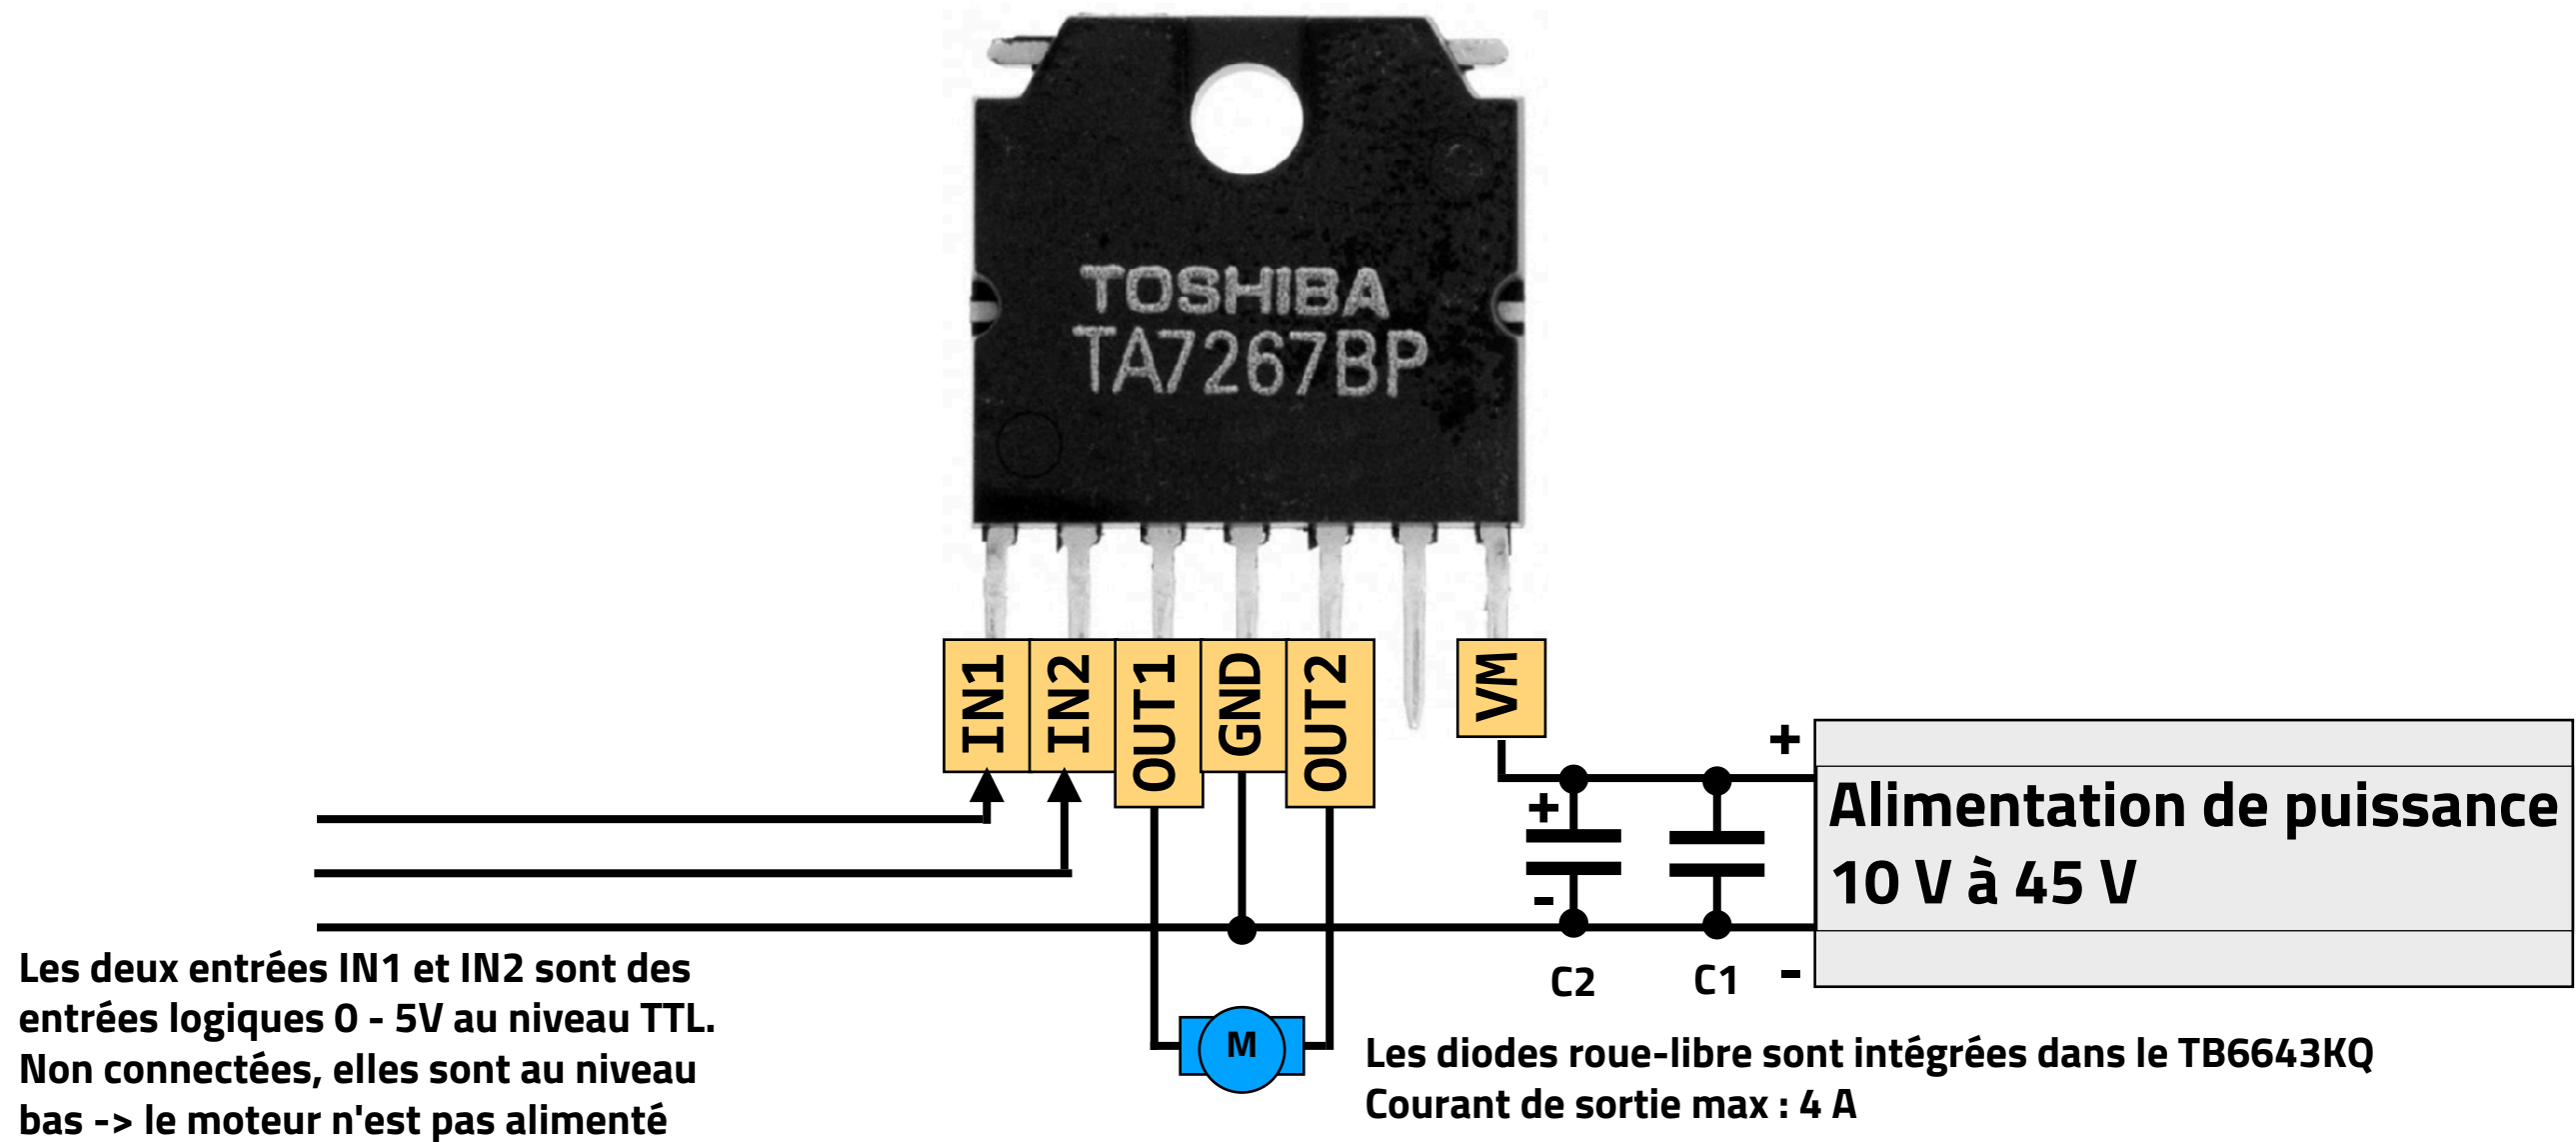 TOSHIBA
TA7267BP
IN1
IN2
OUT1
GND
OUT2
VM
+
Alimentation de puissance
10 V à 45 V
-
+
-
C2
C1
M
Les deux entrées IN1 et IN2 sont des
entrées logiques 0 - 5V au niveau TTL.
Non connectées, elles sont au niveau
bas -> le moteur n'est pas alimenté
Les diodes roue-libre sont intégrées dans le TB6643KQ
Courant de sortie max : 4 A